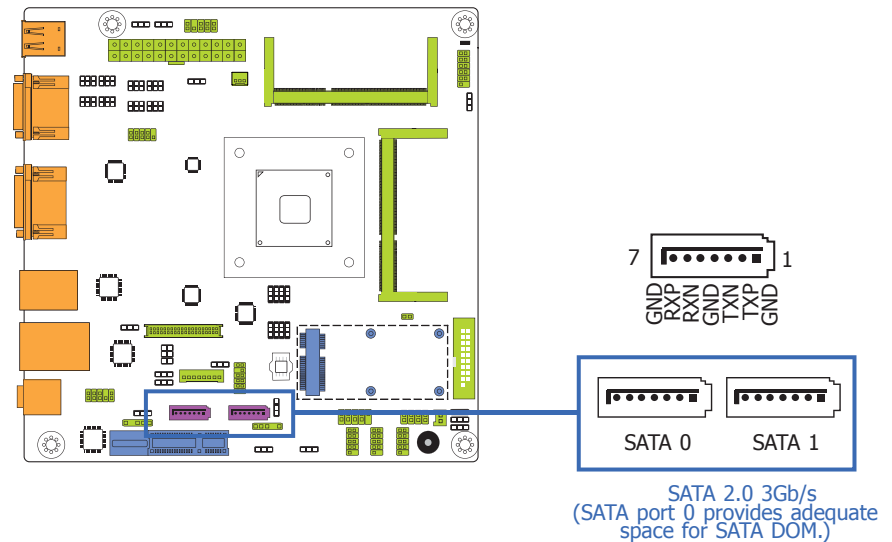 7
1
GND
RXP
RXN
GND
TXN
TXP
GND
SATA 0
SATA 1
SATA 2.0 3Gb/s
(SATA port 0 provides adequate
space for SATA DOM.)